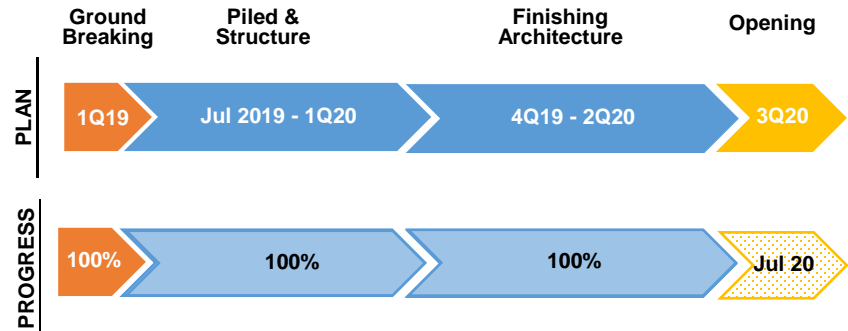 Ground
Breaking
Piled &
Structure
Finishing
Architecture
Opening
PLAN
1Q19
Jul 2019 - 1Q20
4Q19 - 2Q20
3Q20
PROGRESS
100%
100%
100%
Jul 20